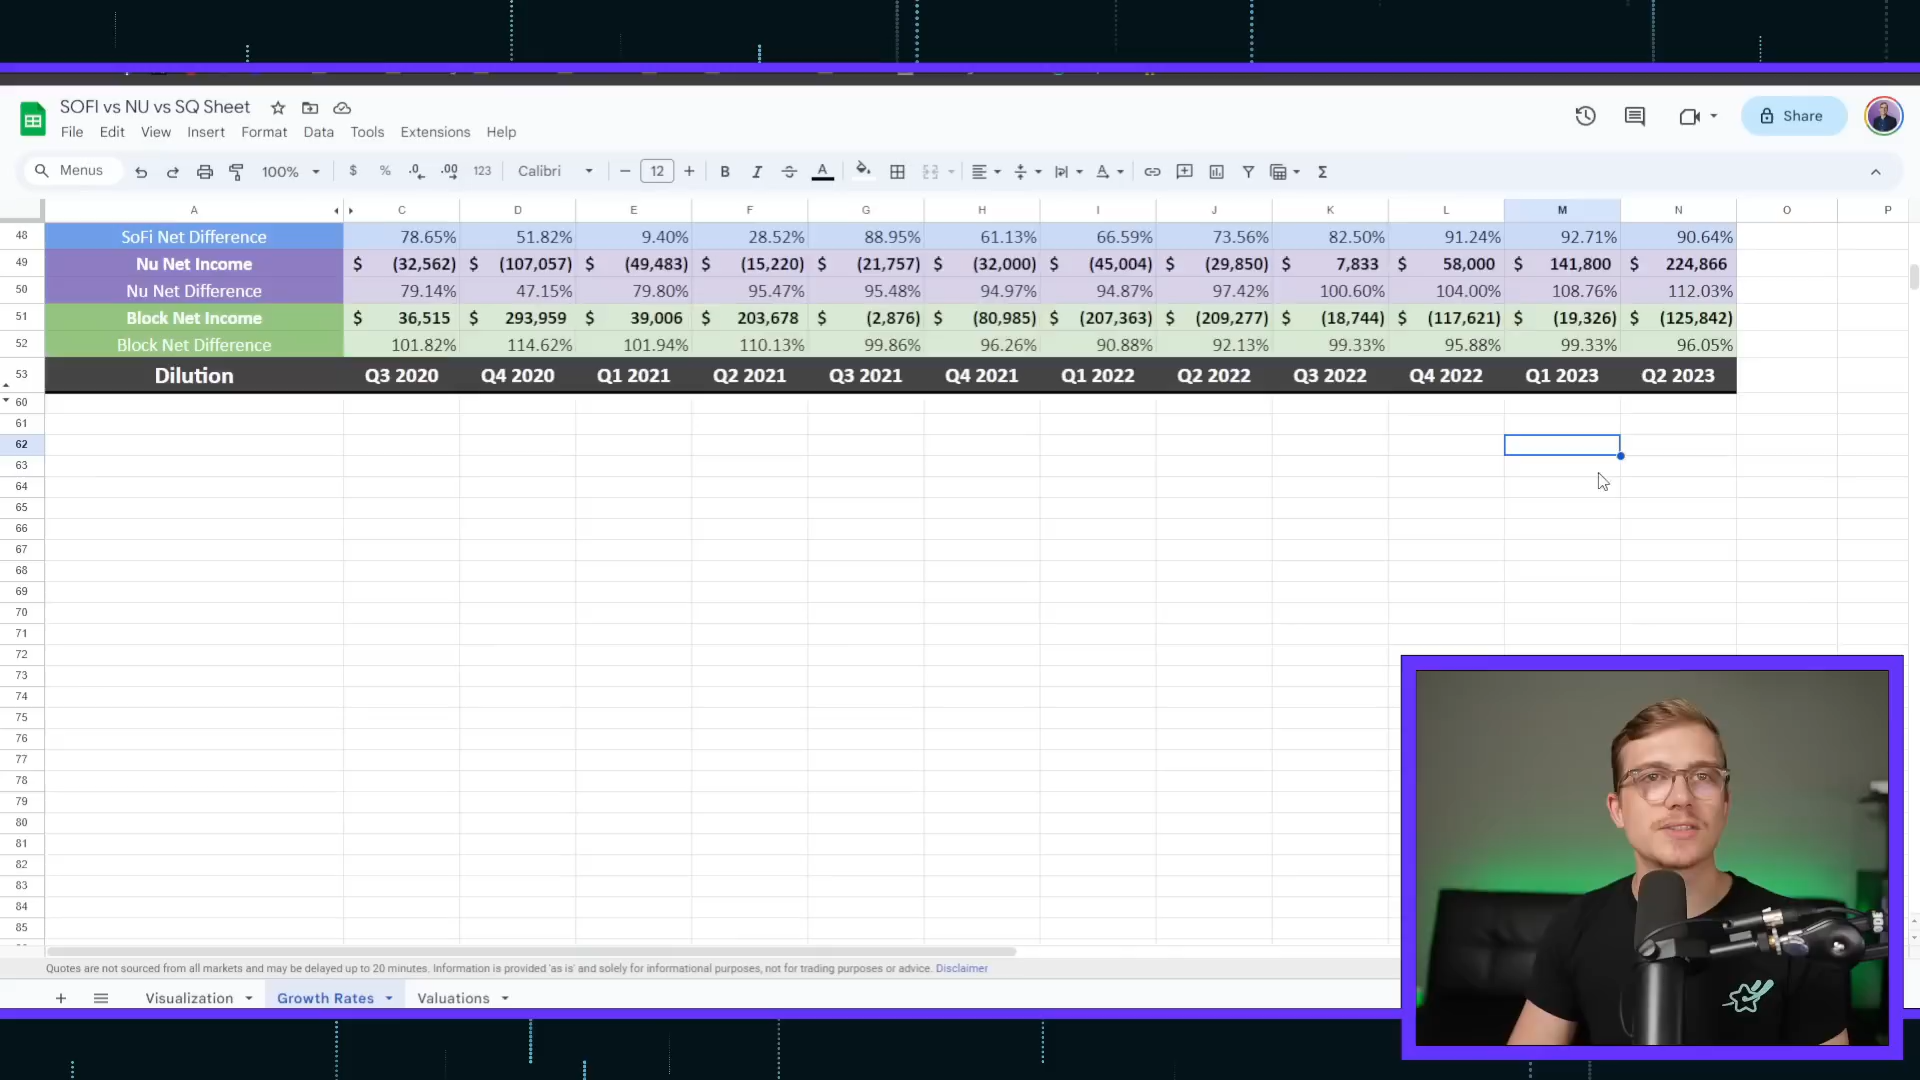 SOFI vs NU vs SQ Sheet
File Edit View Insert Format Data Tools Extensions Help
Share
Menus 100% $ % .0 .00 123 Calibri 12 B I A Σ
A C D E F G H I J K L M N O P
48 SoFi Net Difference 78.65% 51.82% 9.40% 28.52% 88.95% 61.13% 66.59% 73.56% 82.50% 91.24% 92.71% 90.64%
49 Nu Net Income $ (32,562) $ (107,057) $ (49,483) $ (15,220) $ (21,757) $ (32,000) $ (45,004) $ (29,850) $ 7,833 $ 58,000 $ 141,800 $ 224,866
50 Nu Net Difference 79.14% 47.15% 79.80% 95.47% 95.48% 94.97% 94.87% 97.42% 100.60% 104.00% 108.76% 112.03%
51 Block Net Income $ 36,515 $ 293,959 $ 39,006 $ 203,678 $ (2,876) $ (80,985) $ (207,363) $ (209,277) $ (18,744) $ (117,621) $ (19,326) $ (125,842)
52 Block Net Difference 101.82% 114.62% 101.94% 110.13% 99.86% 96.26% 90.88% 92.13% 99.33% 95.88% 99.33% 96.05%
53 Dilution Q3 2020 Q4 2020 Q1 2021 Q2 2021 Q3 2021 Q4 2021 Q1 2022 Q2 2022 Q3 2022 Q4 2022 Q1 2023 Q2 2023
60
61
62
63
64
65
66
67
68
69
70
71
72
73
74
75
76
77
78
79
80
81
82
83
84
85
Quotes are not sourced from all markets and may be delayed up to 20 minutes. Information is provided 'as is' and solely for informational purposes, not for trading purposes or advice. Disclaimer
Visualization Growth Rates Valuations